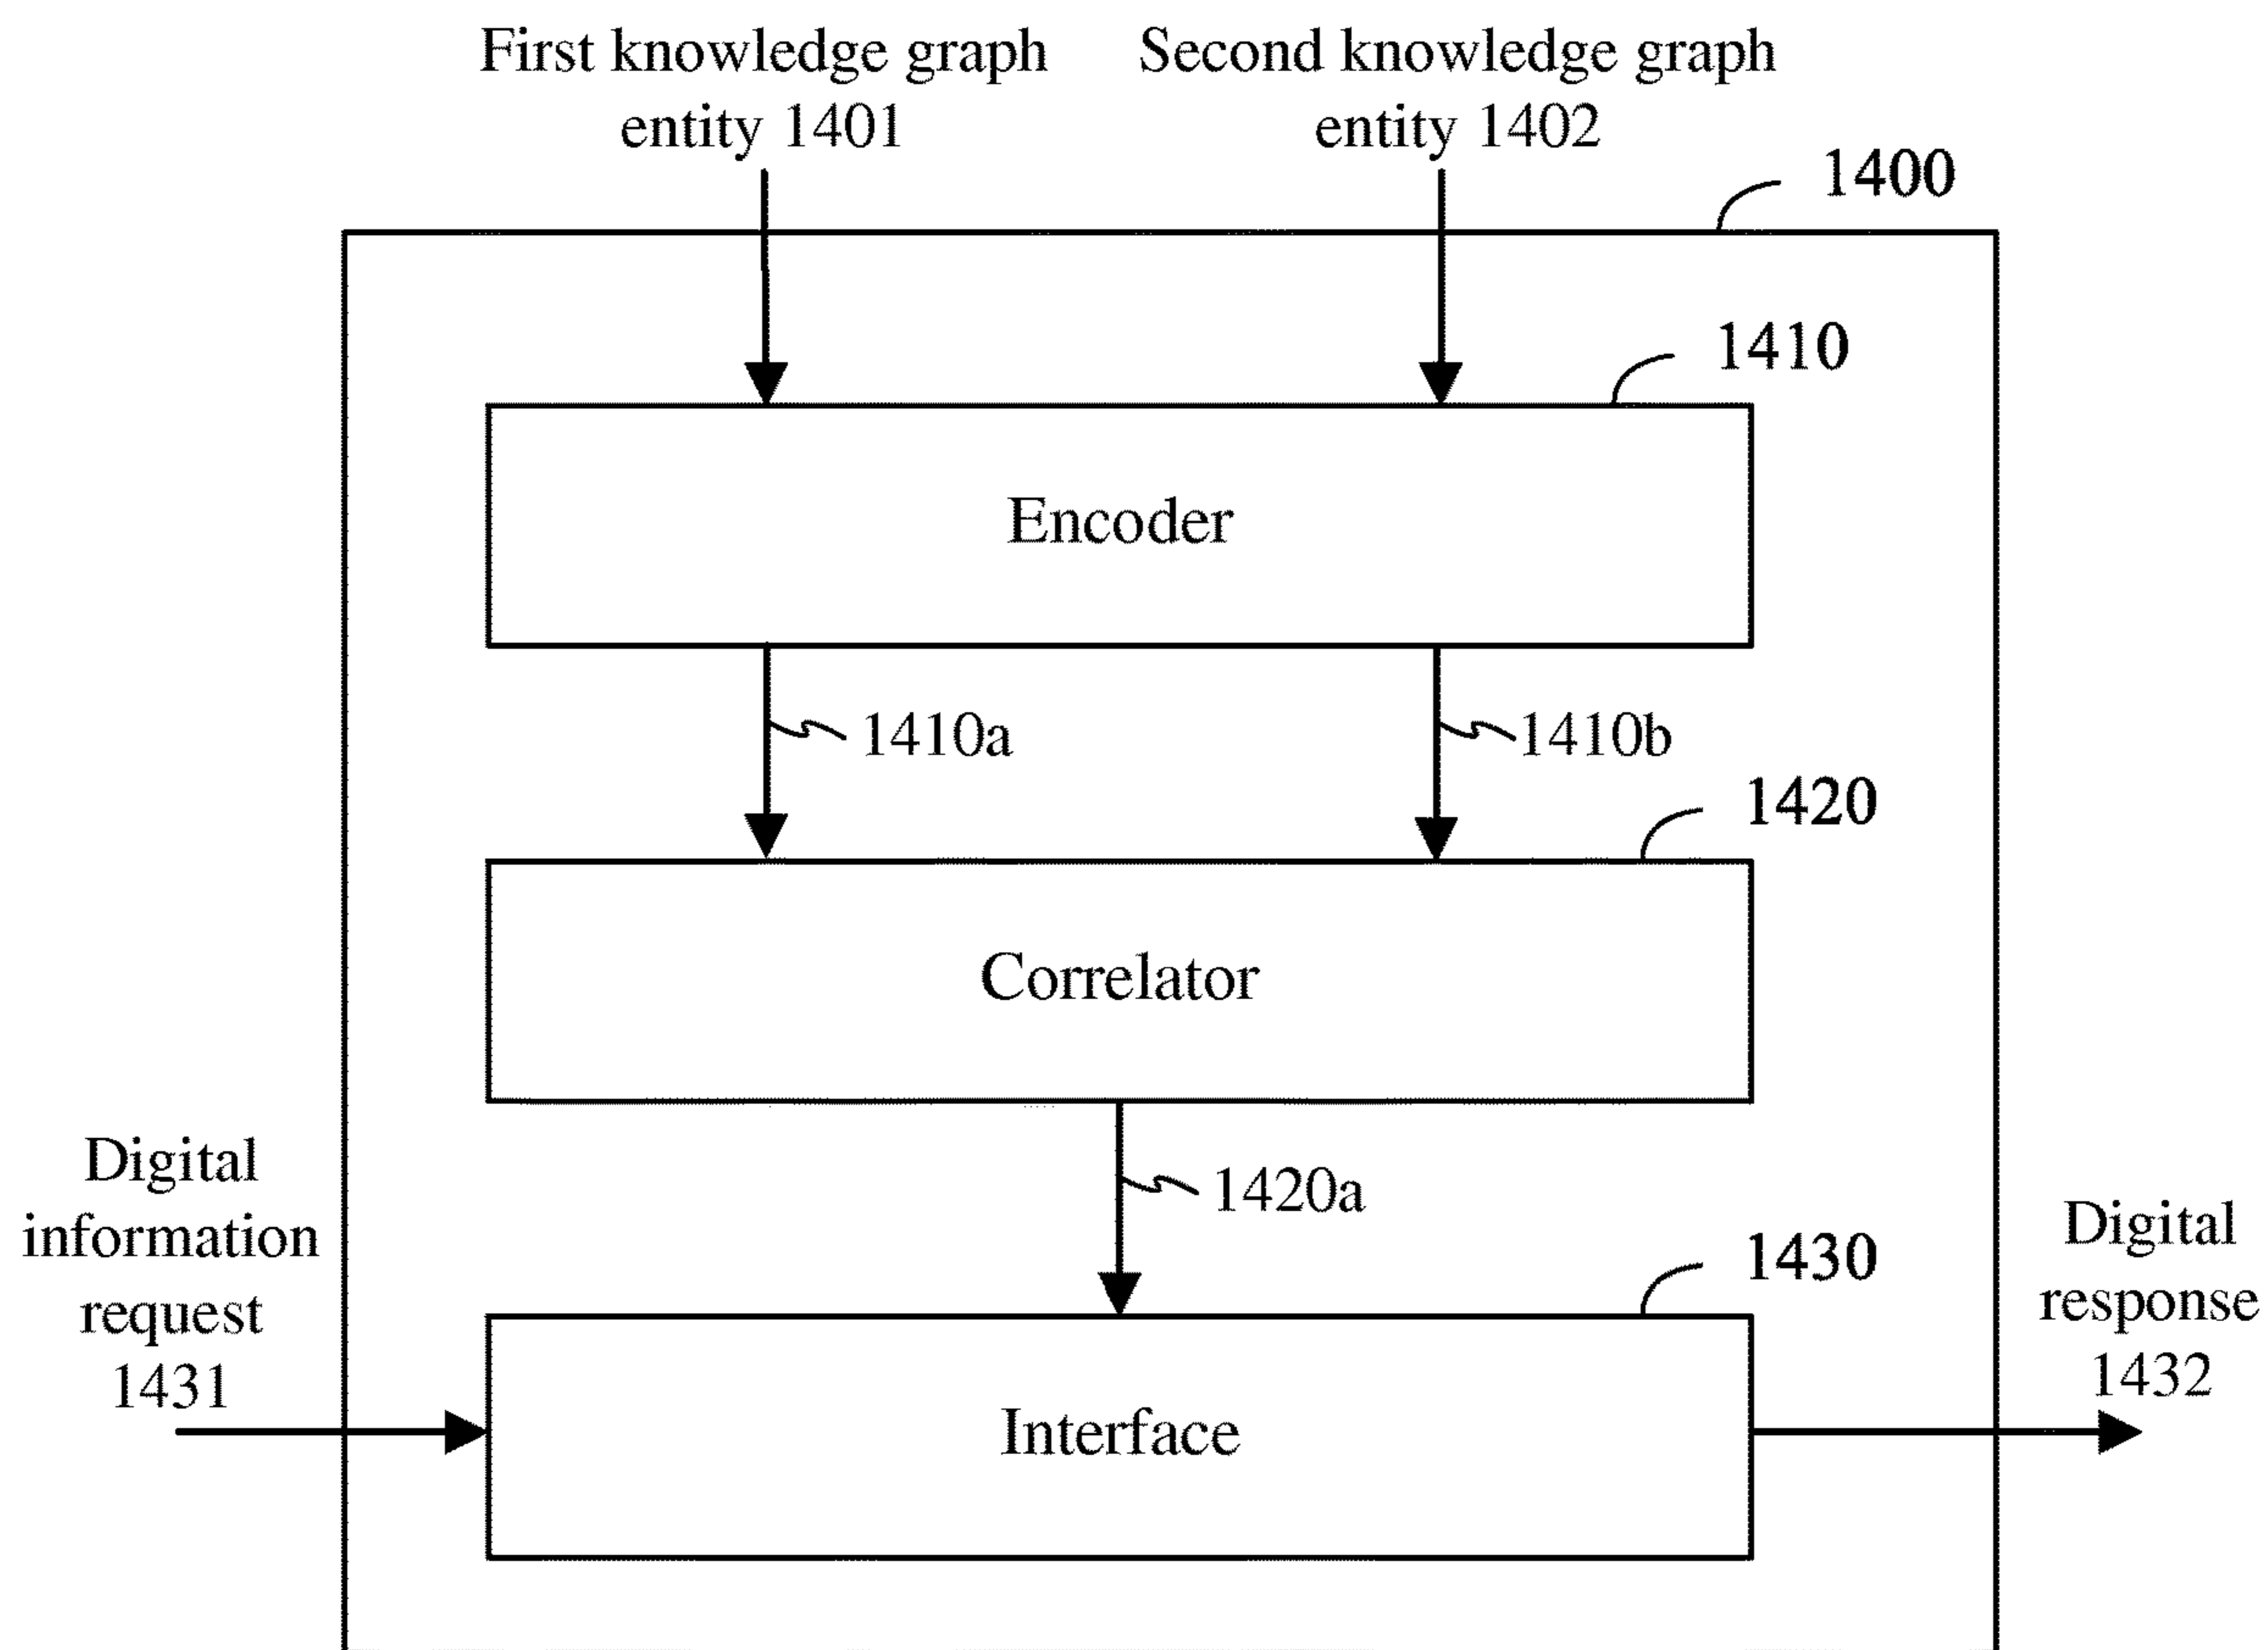 First knowledge graph
entity 1401
Second knowledge graph
entity 1402
1400
1410
Encoder
1410a
1410b
1420
Correlator
1420a
Digital
information
request
1431
1430
Interface
Digital
response
1432